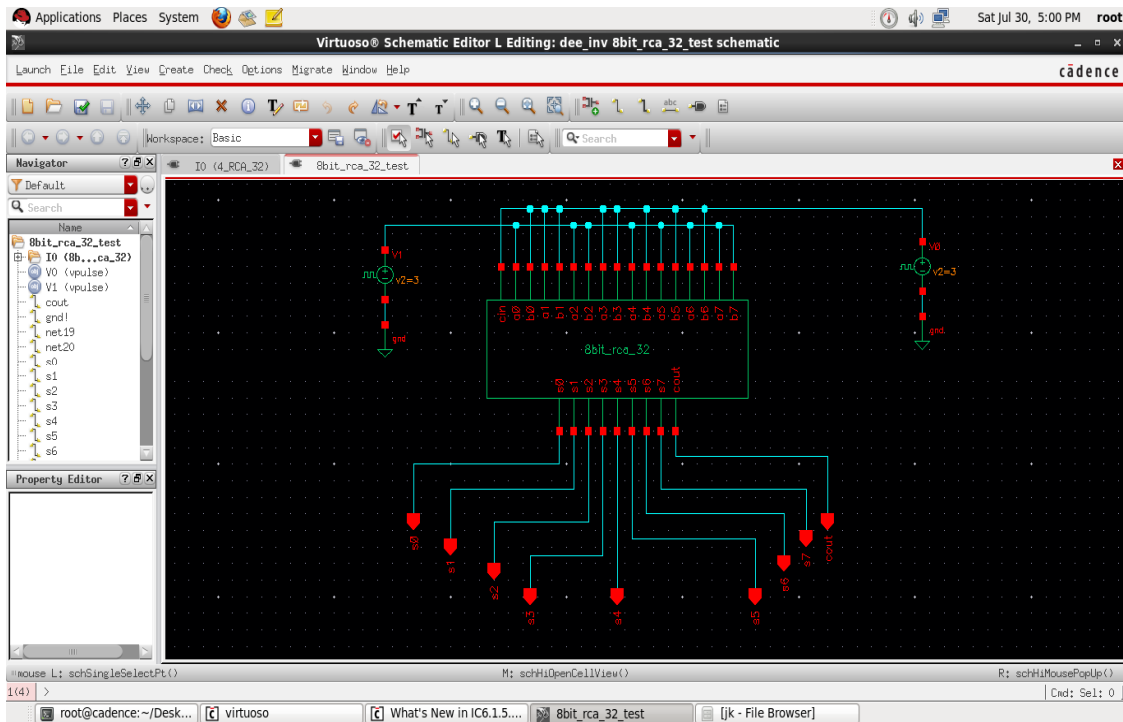 Applications Places System Sat Jul 30, 5:00 PM root
Virtuoso® Schematic Editor L Editing: dee_inv 8bit_rca_32_test schematic
Launch File Edit View Create Check Options Migrate Window Help cādence
Workspace: Basic Search
Navigator I0 (4_RCA_32) 8bit_rca_32_test
Default
Search
Name
8bit_rca_32_test
I0 (8b...ca_32)
V0 (vpulse)
V1 (vpulse)
cout
gnd!
net19
net20
s0
s1
s2
s3
s4
s5
s6
Property Editor
V1 V0
v2=3 v2=3
gnd gnd
cin a0 b0 a1 b1 a2 b2 a3 b3 a4 b4 a5 b5 a6 b6 a7 b7
8bit_rca_32
s0 s1 s2 s3 s4 s5 s6 s7 cout
s0 s1 s2 s3 s4 s5 s6 s7 cout
mouse L: schSingleSelectPt() M: schHiOpenCellView() R: schHiMousePopUp()
1(4) > Cmd: Sel: 0
root@cadence:~/Desk... virtuoso What's New in IC6.1.5.... 8bit_rca_32_test [jk - File Browser]